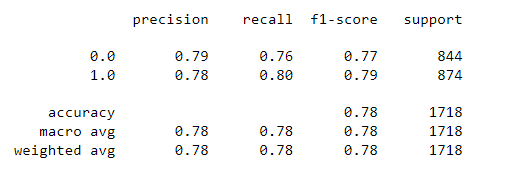 precision recall f1-score support
0.0 0.79 0.76 0.77 844
1.0 0.78 0.80 0.79 874
accuracy 0.78 1718
macro avg 0.78 0.78 0.78 1718
weighted avg 0.78 0.78 0.78 1718